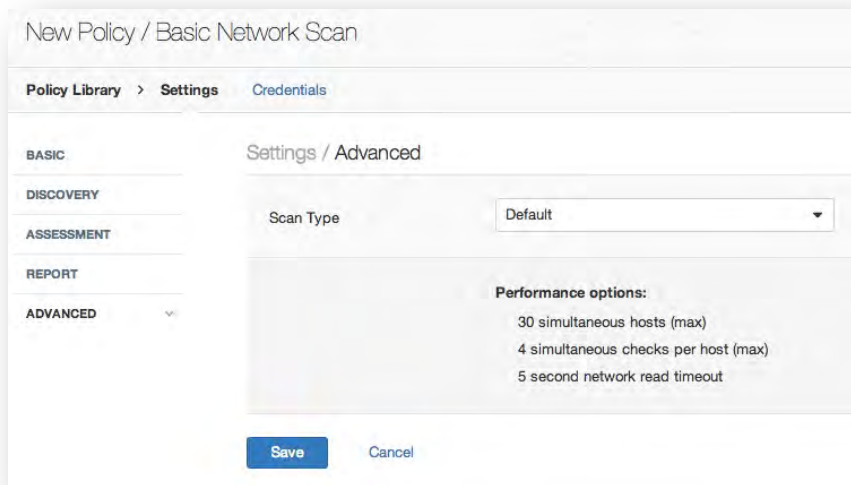 New Policy / Basic Network Scan
Policy Library > Settings Credentials
BASIC
DISCOVERY
ASSESSMENT
REPORT
ADVANCED
Settings / Advanced
Scan Type Default
Performance options:
30 simultaneous hosts (max)
4 simultaneous checks per host (max)
5 second network read timeout
Save Cancel